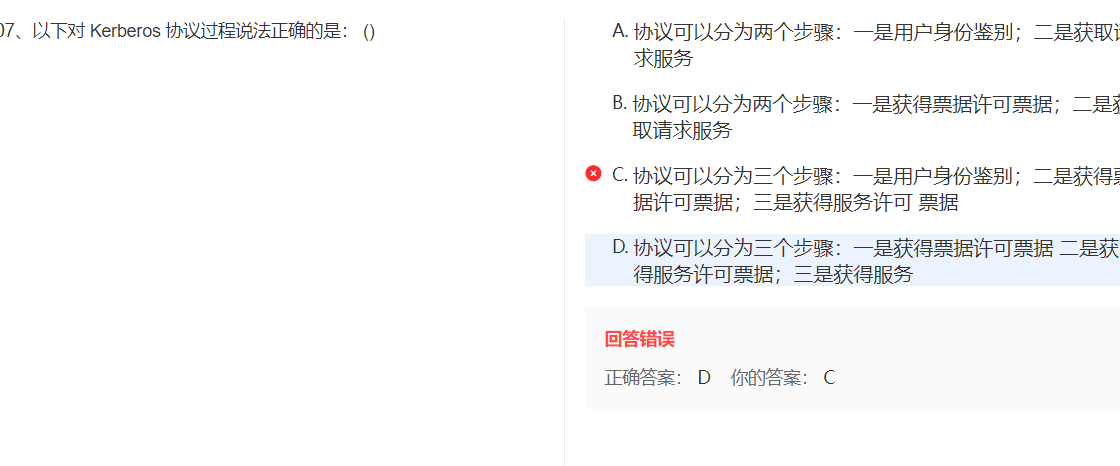 07、以下对 Kerberos 协议过程说法正确的是： ()
A. 协议可以分为两个步骤：一是用户身份鉴别；二是获取
求服务
B. 协议可以分为两个步骤：一是获得票据许可票据；二是
取请求服务
C. 协议可以分为三个步骤：一是用户身份鉴别；二是获得
据许可票据；三是获得服务许可 票据
D. 协议可以分为三个步骤：一是获得票据许可票据 二是获
得服务许可票据；三是获得服务
回答错误
正确答案： D 你的答案： C